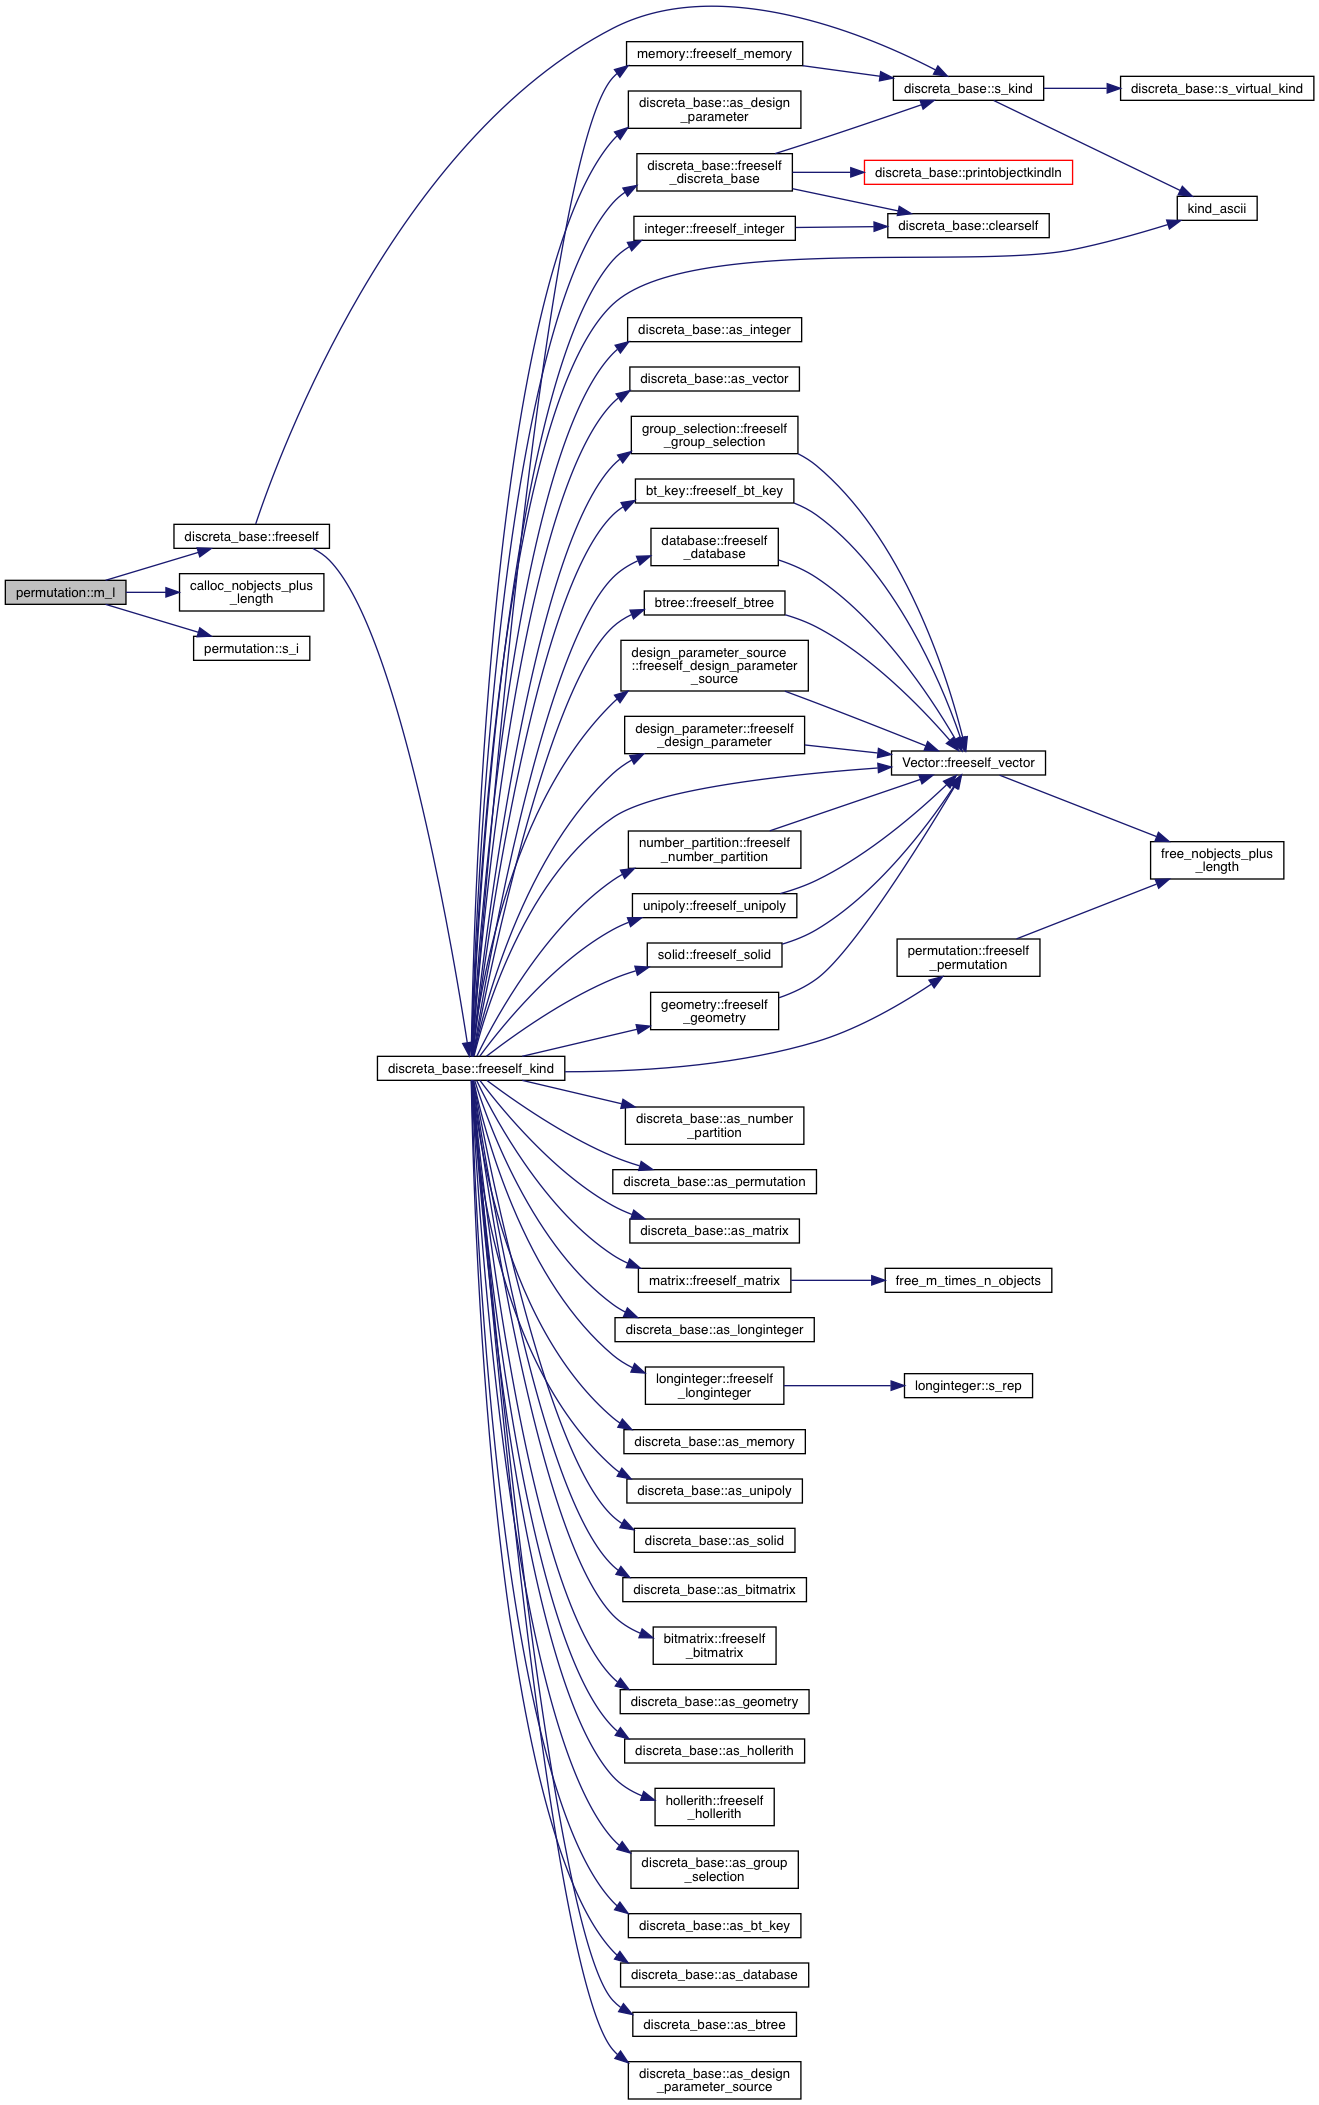 permutation::m_l
discreta_base::freeself
calloc_nobjects_plus
_length
permutation::s_i
discreta_base::freeself_kind
memory::freeself_memory
discreta_base::as_design
_parameter
discreta_base::freeself
_discreta_base
integer::freeself_integer
discreta_base::as_integer
discreta_base::as_vector
group_selection::freeself
_group_selection
bt_key::freeself_bt_key
database::freeself
_database
btree::freeself_btree
design_parameter_source
::freeself_design_parameter
_source
design_parameter::freeself
_design_parameter
number_partition::freeself
_number_partition
unipoly::freeself_unipoly
solid::freeself_solid
geometry::freeself
_geometry
discreta_base::as_number
_partition
discreta_base::as_permutation
discreta_base::as_matrix
matrix::freeself_matrix
discreta_base::as_longinteger
longinteger::freeself
_longinteger
discreta_base::as_memory
discreta_base::as_unipoly
discreta_base::as_solid
discreta_base::as_bitmatrix
bitmatrix::freeself
_bitmatrix
discreta_base::as_geometry
discreta_base::as_hollerith
hollerith::freeself
_hollerith
discreta_base::as_group
_selection
discreta_base::as_bt_key
discreta_base::as_database
discreta_base::as_btree
discreta_base::as_design
_parameter_source
discreta_base::s_kind
discreta_base::printobjectkindln
discreta_base::clearself
Vector::freeself_vector
permutation::freeself
_permutation
free_m_times_n_objects
longinteger::s_rep
discreta_base::s_virtual_kind
kind_ascii
free_nobjects_plus
_length